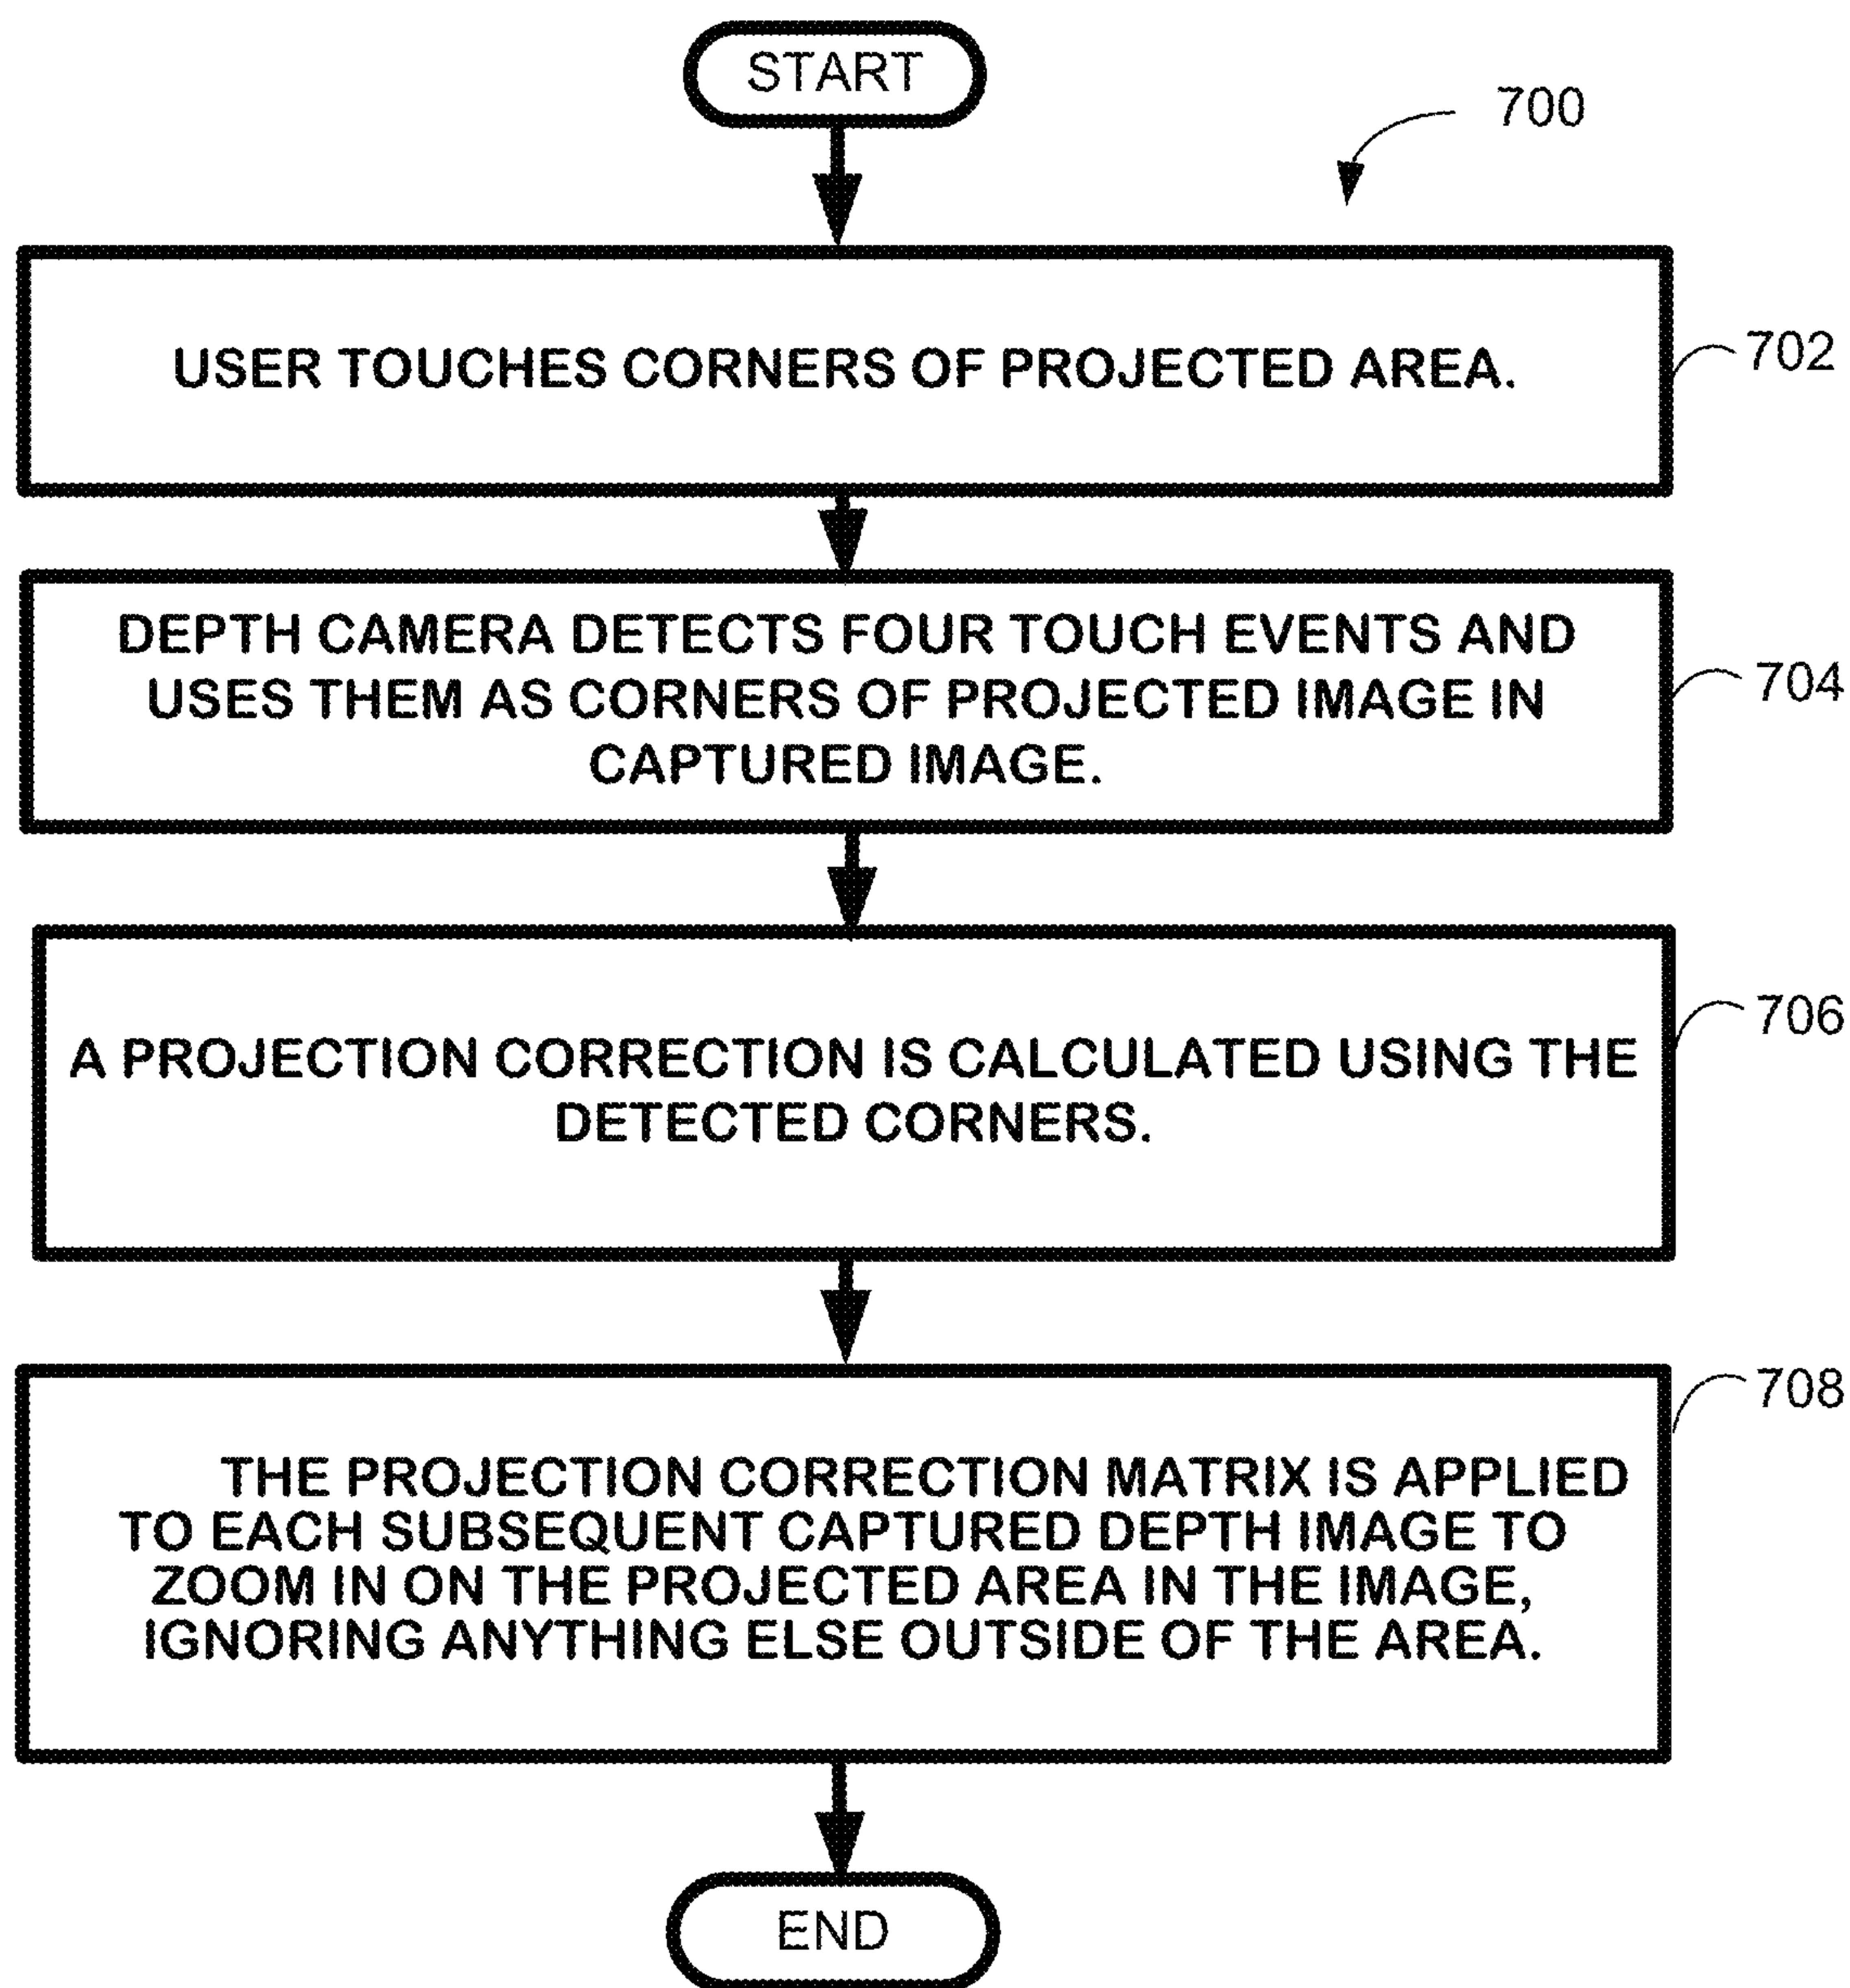 START
700
USER TOUCHES CORNERS OF PROJECTED AREA.
702
DEPTH CAMERA DETECTS FOUR TOUCH EVENTS AND
USES THEM AS CORNERS OF PROJECTED IMAGE IN
CAPTURED IMAGE.
704
A PROJECTION CORRECTION IS CALCULATED USING THE
DETECTED CORNERS.
706
THE PROJECTION CORRECTION MATRIX IS APPLIED
TO EACH SUBSEQUENT CAPTURED DEPTH IMAGE TO
ZOOM IN ON THE PROJECTED AREA IN THE IMAGE,
IGNORING ANYTHING ELSE OUTSIDE OF THE AREA.
708
END